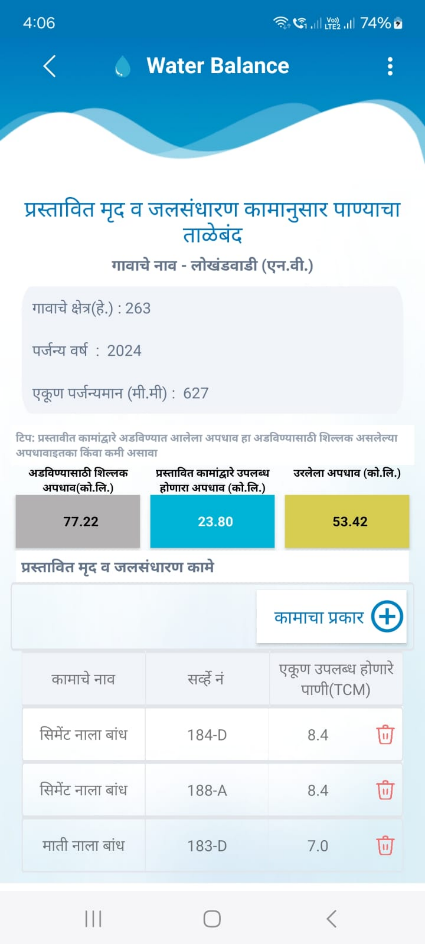 4:06
Vo))
LTE2
74%
Water Balance
प्रस्तावित मृद व जलसंधारण कामानुसार पाण्याचा
ताळेबंद
गावाचे नाव - लोखंडवाडी (एन.वी.)
गावाचे क्षेत्र(हे.) : 263
पर्जन्य वर्ष : 2024
एकूण पर्जन्यमान (मी.मी) : 627
टिप: प्रस्तावीत कामांद्वारे अडविण्यात आलेला अपधाव हा अडविण्यासाठी शिल्लक असलेल्या
अपधावाइतका किंवा कमी असावा
अडविण्यासाठी शिल्लक
अपधाव(को.लि.)
प्रस्तावित कामांद्वारे उपलब्ध
होणारा अपधाव (को.लि.)
उरलेला अपधाव (को.लि.)
77.22
23.80
53.42
प्रस्तावित मृद व जलसंधारण कामे
कामाचा प्रकार
कामाचे नाव
सर्व्हे नं
एकूण उपलब्ध होणारे
पाणी(TCM)
सिमेंट नाला बांध 184-D 8.4
सिमेंट नाला बांध 188-A 8.4
माती नाला बांध 183-D 7.0